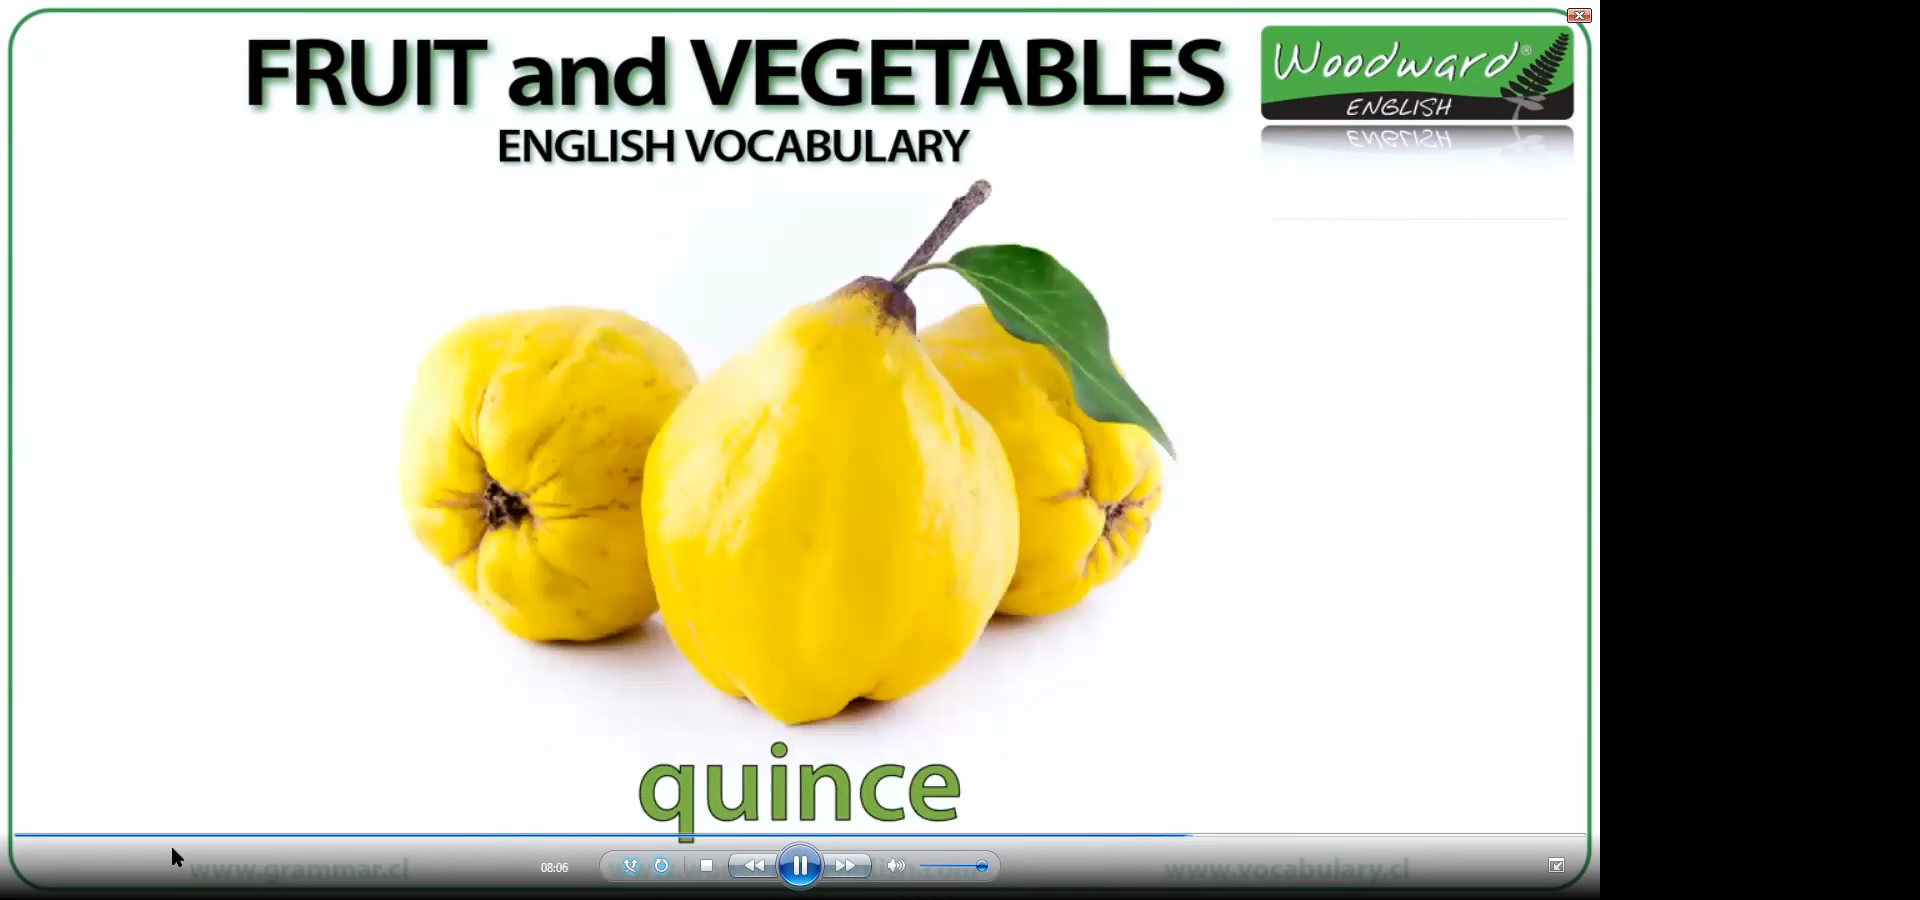 FRUIT and VEGETABLES
ENGLISH VOCABULARY
Woodward®
ENGLISH
quince
www.grammar.cl
www.vocabulary.cl
08:06